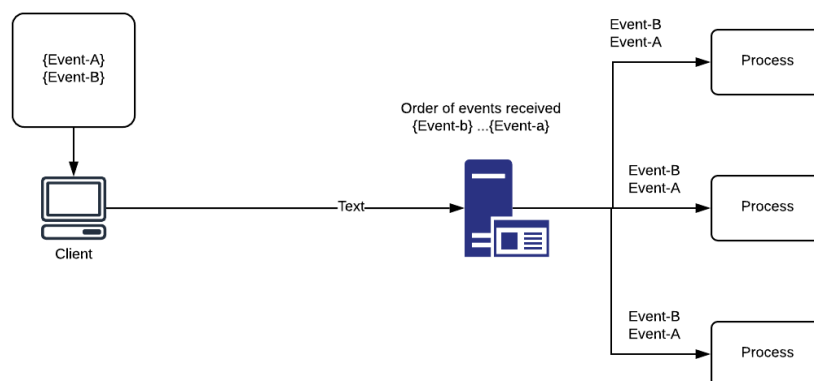 {Event-A}
{Event-B}
Client
Text
Order of events received
{Event-b} ...{Event-a}
Event-B
Event-A
Process
Event-B
Event-A
Process
Event-B
Event-A
Process